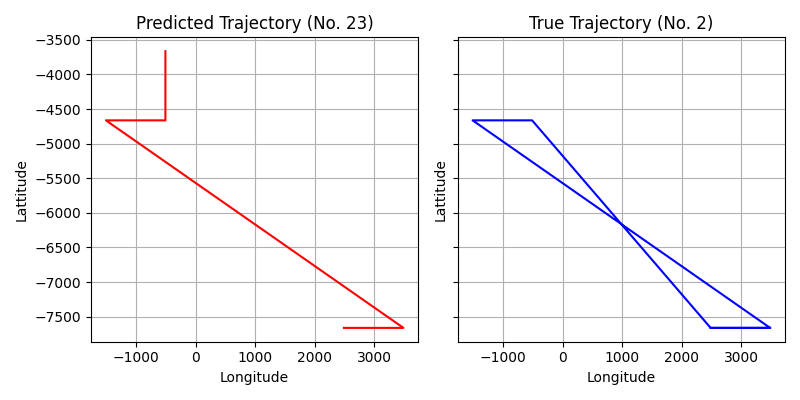 Predicted Trajectory (No. 23)
True Trajectory (No. 2)
−3500
−4000
−4500
−5000
−5500
−6000
−6500
−7000
−7500
Lattitude
Lattitude
−1000 0 1000 2000 3000
−1000 0 1000 2000 3000
Longitude
Longitude